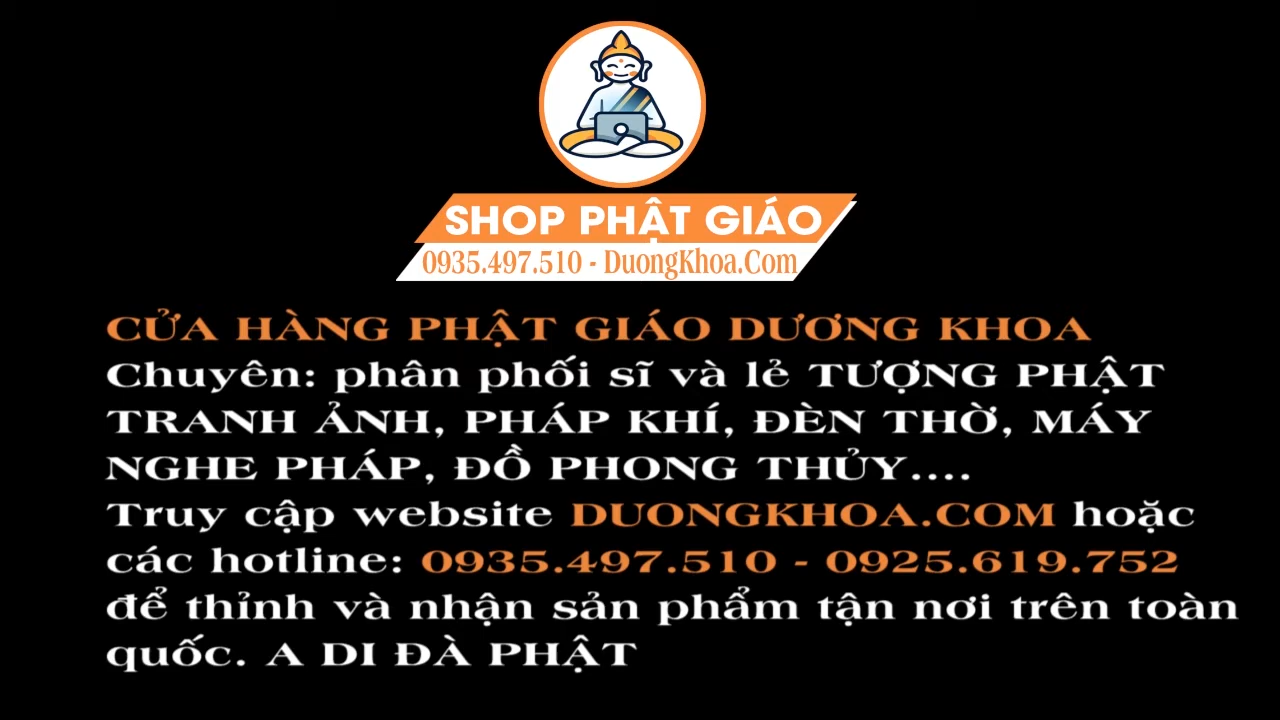 SHOP PHẬT GIÁO
0935.497.510 - DuongKhoa.Com
CỬA HÀNG PHẬT GIÁO DƯƠNG KHOA
Chuyên: phân phối sĩ và lẻ TƯỢNG PHẬT
TRANH ẢNH, PHÁP KHÍ, ĐÈN THỜ, MÁY
NGHE PHÁP, ĐỒ PHONG THỦY....
Truy cập website DUONGKHOA.COM hoặc
các hotline: 0935.497.510 - 0925.619.752
để thỉnh và nhận sản phẩm tận nơi trên toàn
quốc. A DI ĐÀ PHẬT